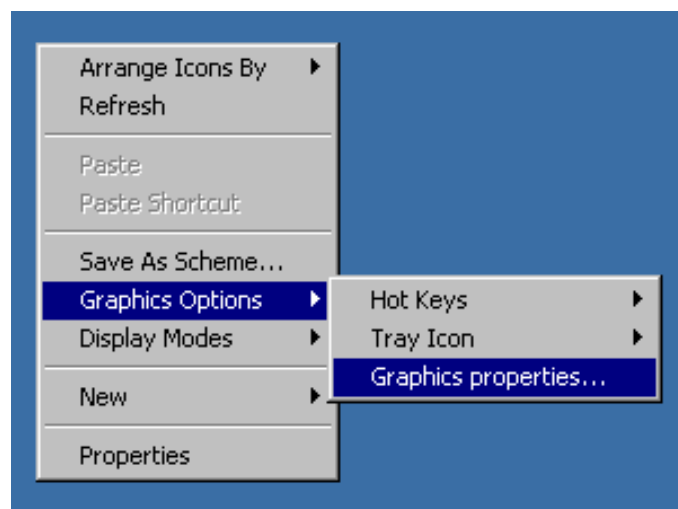 Arrange Icons By
Refresh
Paste
Paste Shortcut
Save As Scheme...
Graphics Options
Display Modes
New
Properties
Hot Keys
Tray Icon
Graphics properties...